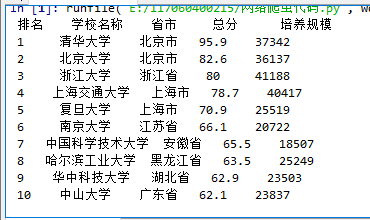 In [1]: runfile('E:/117060400215/网络爬虫代码.py', w
排名 学校名称 省市 总分 培养规模
1 清华大学 北京市 95.9 37342
2 北京大学 北京市 82.6 36137
3 浙江大学 浙江省 80 41188
4 上海交通大学 上海市 78.7 40417
5 复旦大学 上海市 70.9 25519
6 南京大学 江苏省 66.1 20722
7 中国科学技术大学 安徽省 65.5 18507
8 哈尔滨工业大学 黑龙江省 63.5 25249
9 华中科技大学 湖北省 62.9 23503
10 中山大学 广东省 62.1 23837